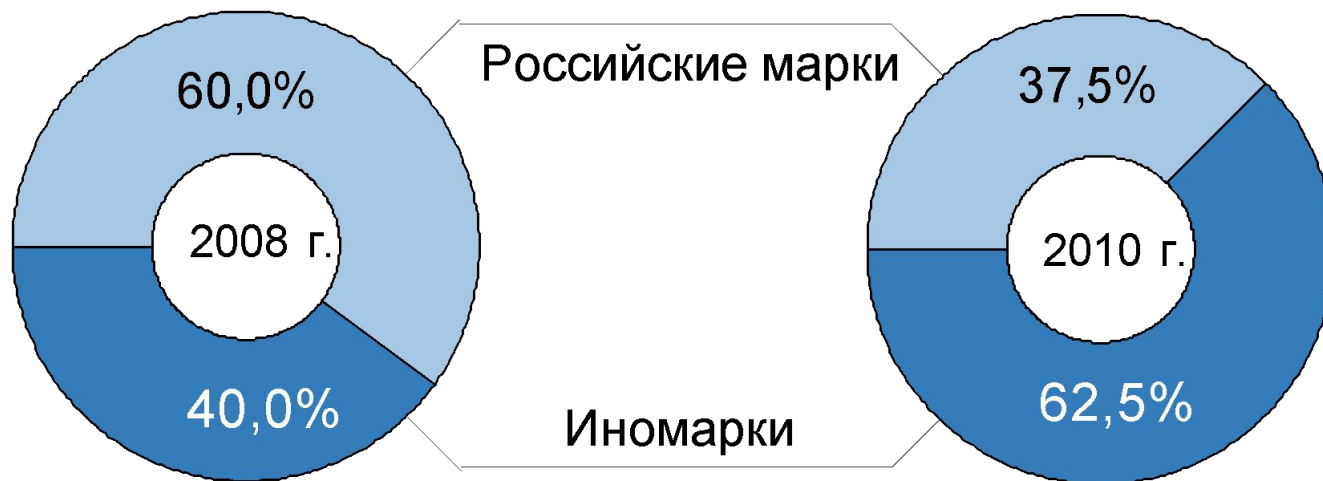 Российские марки
60,0%
37,5%
2008 г.
2010 г.
40,0%
62,5%
Иномарки